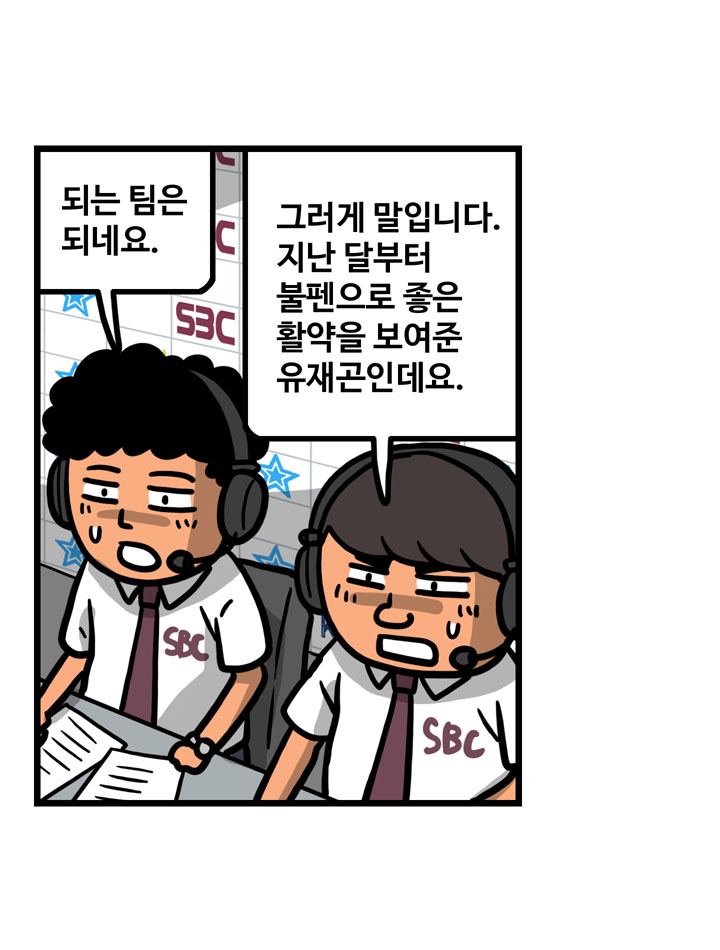 되는 팀은
되네요.
그러게 말입니다.
지난 달부터
불펜으로 좋은
활약을 보여준
유재곤인데요.
C
C
SBC
SBC
SBC